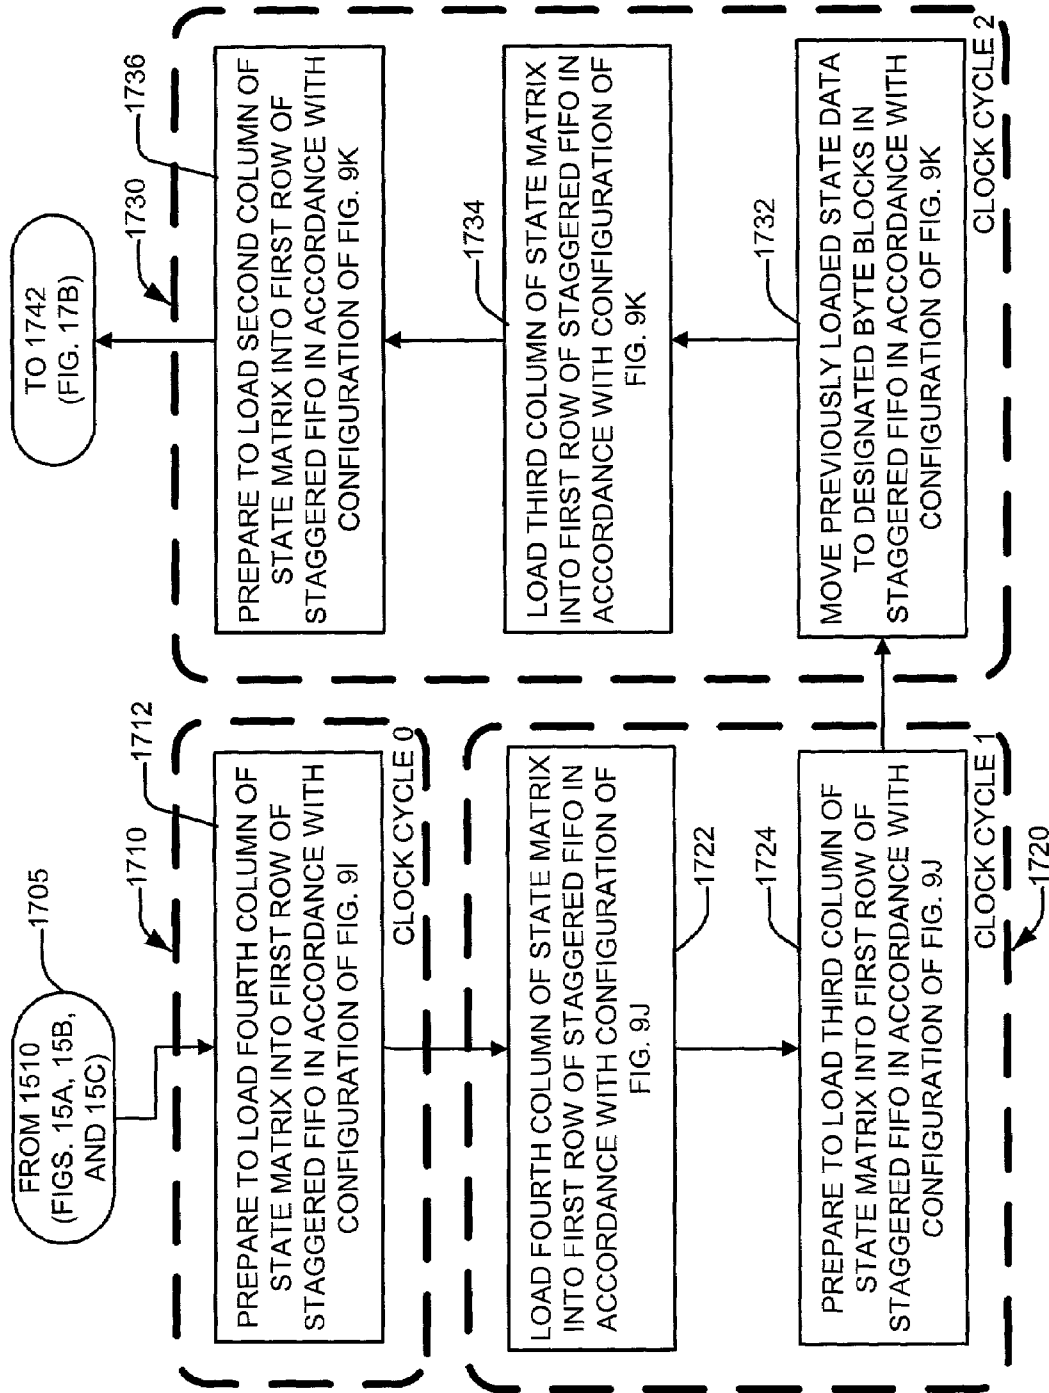 FROM 1510
(FIGS. 15A, 15B,
AND 15C)
1705
1710
1712
PREPARE TO LOAD FOURTH COLUMN OF
STATE MATRIX INTO FIRST ROW OF
STAGGERED FIFO IN ACCORDANCE WITH
CONFIGURATION OF FIG. 9I
CLOCK CYCLE 0
LOAD FOURTH COLUMN OF STATE MATRIX
INTO FIRST ROW OF STAGGERED FIFO IN
ACCORDANCE WITH CONFIGURATION OF
FIG. 9J
1722
1724
PREPARE TO LOAD THIRD COLUMN OF
STATE MATRIX INTO FIRST ROW OF
STAGGERED FIFO IN ACCORDANCE WITH
CONFIGURATION OF FIG. 9J
CLOCK CYCLE 1
1720
TO 1742
(FIG. 17B)
1730
1736
PREPARE TO LOAD SECOND COLUMN OF
STATE MATRIX INTO FIRST ROW OF
STAGGERED FIFO IN ACCORDANCE WITH
CONFIGURATION OF FIG. 9K
1734
LOAD THIRD COLUMN OF STATE MATRIX
INTO FIRST ROW OF STAGGERED FIFO IN
ACCORDANCE WITH CONFIGURATION OF
FIG. 9K
1732
MOVE PREVIOUSLY LOADED STATE DATA
TO DESIGNATED BYTE BLOCKS IN
STAGGERED FIFO IN ACCORDANCE WITH
CONFIGURATION OF FIG. 9K
CLOCK CYCLE 2